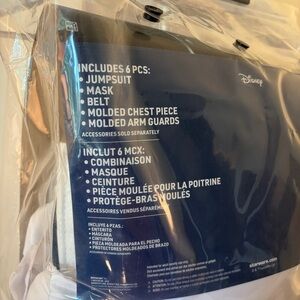 INCLUDES 6 PCS:
• JUMPSUIT
• MASK
• BELT
• MOLDED CHEST PIECE
• MOLDED ARM GUARDS
ACCESSORIES SOLD SEPARATELY
Disney
INCLUT 6 MCX:
• COMBINAISON
• MASQUE
• CEINTURE
• PIÈCE MOULÉE POUR LA POITRINE
• PROTÈGE-BRAS MOULÉS
ACCESSOIRES VENDUS SÉPARÉMENT
INCLUYE 6 PZAS.:
• ENTERITO
• MÁSCARA
• CINTURÓN
• PIEZA MOLDEADA PARA EL PECHO
• PROTECTORES MOLDEADOS DE BRAZO
starwars.com